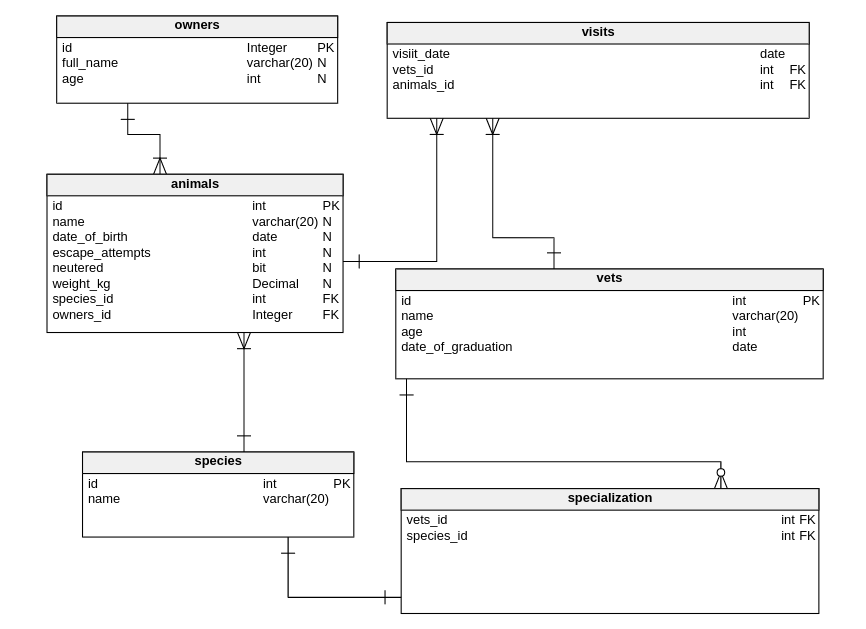 owners
id Integer PK
full_name varchar(20) N
age int N
visits
visiit_date date
vets_id int FK
animals_id int FK
animals
id int PK
name varchar(20) N
date_of_birth date N
escape_attempts int N
neutered bit N
weight_kg Decimal N
species_id int FK
owners_id Integer FK
vets
id int PK
name varchar(20)
age int
date_of_graduation date
species
id int PK
name varchar(20)
specialization
vets_id int FK
species_id int FK